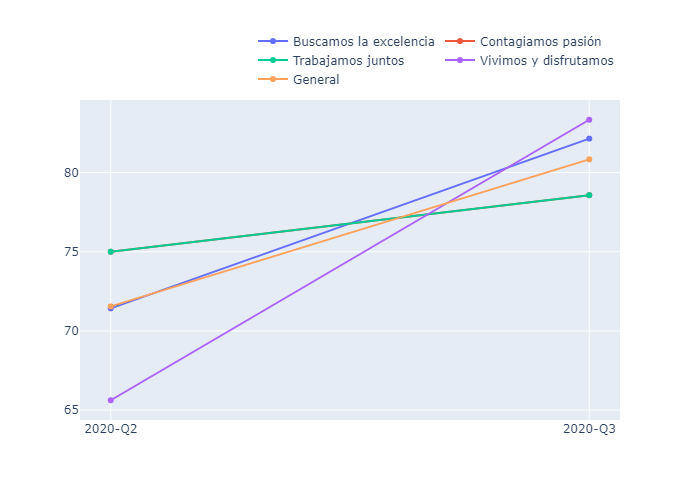 Buscamos la excelencia Contagiamos pasión
Trabajamos juntos Vivimos y disfrutamos
General
80
75
70
65
2020-Q2 2020-Q3